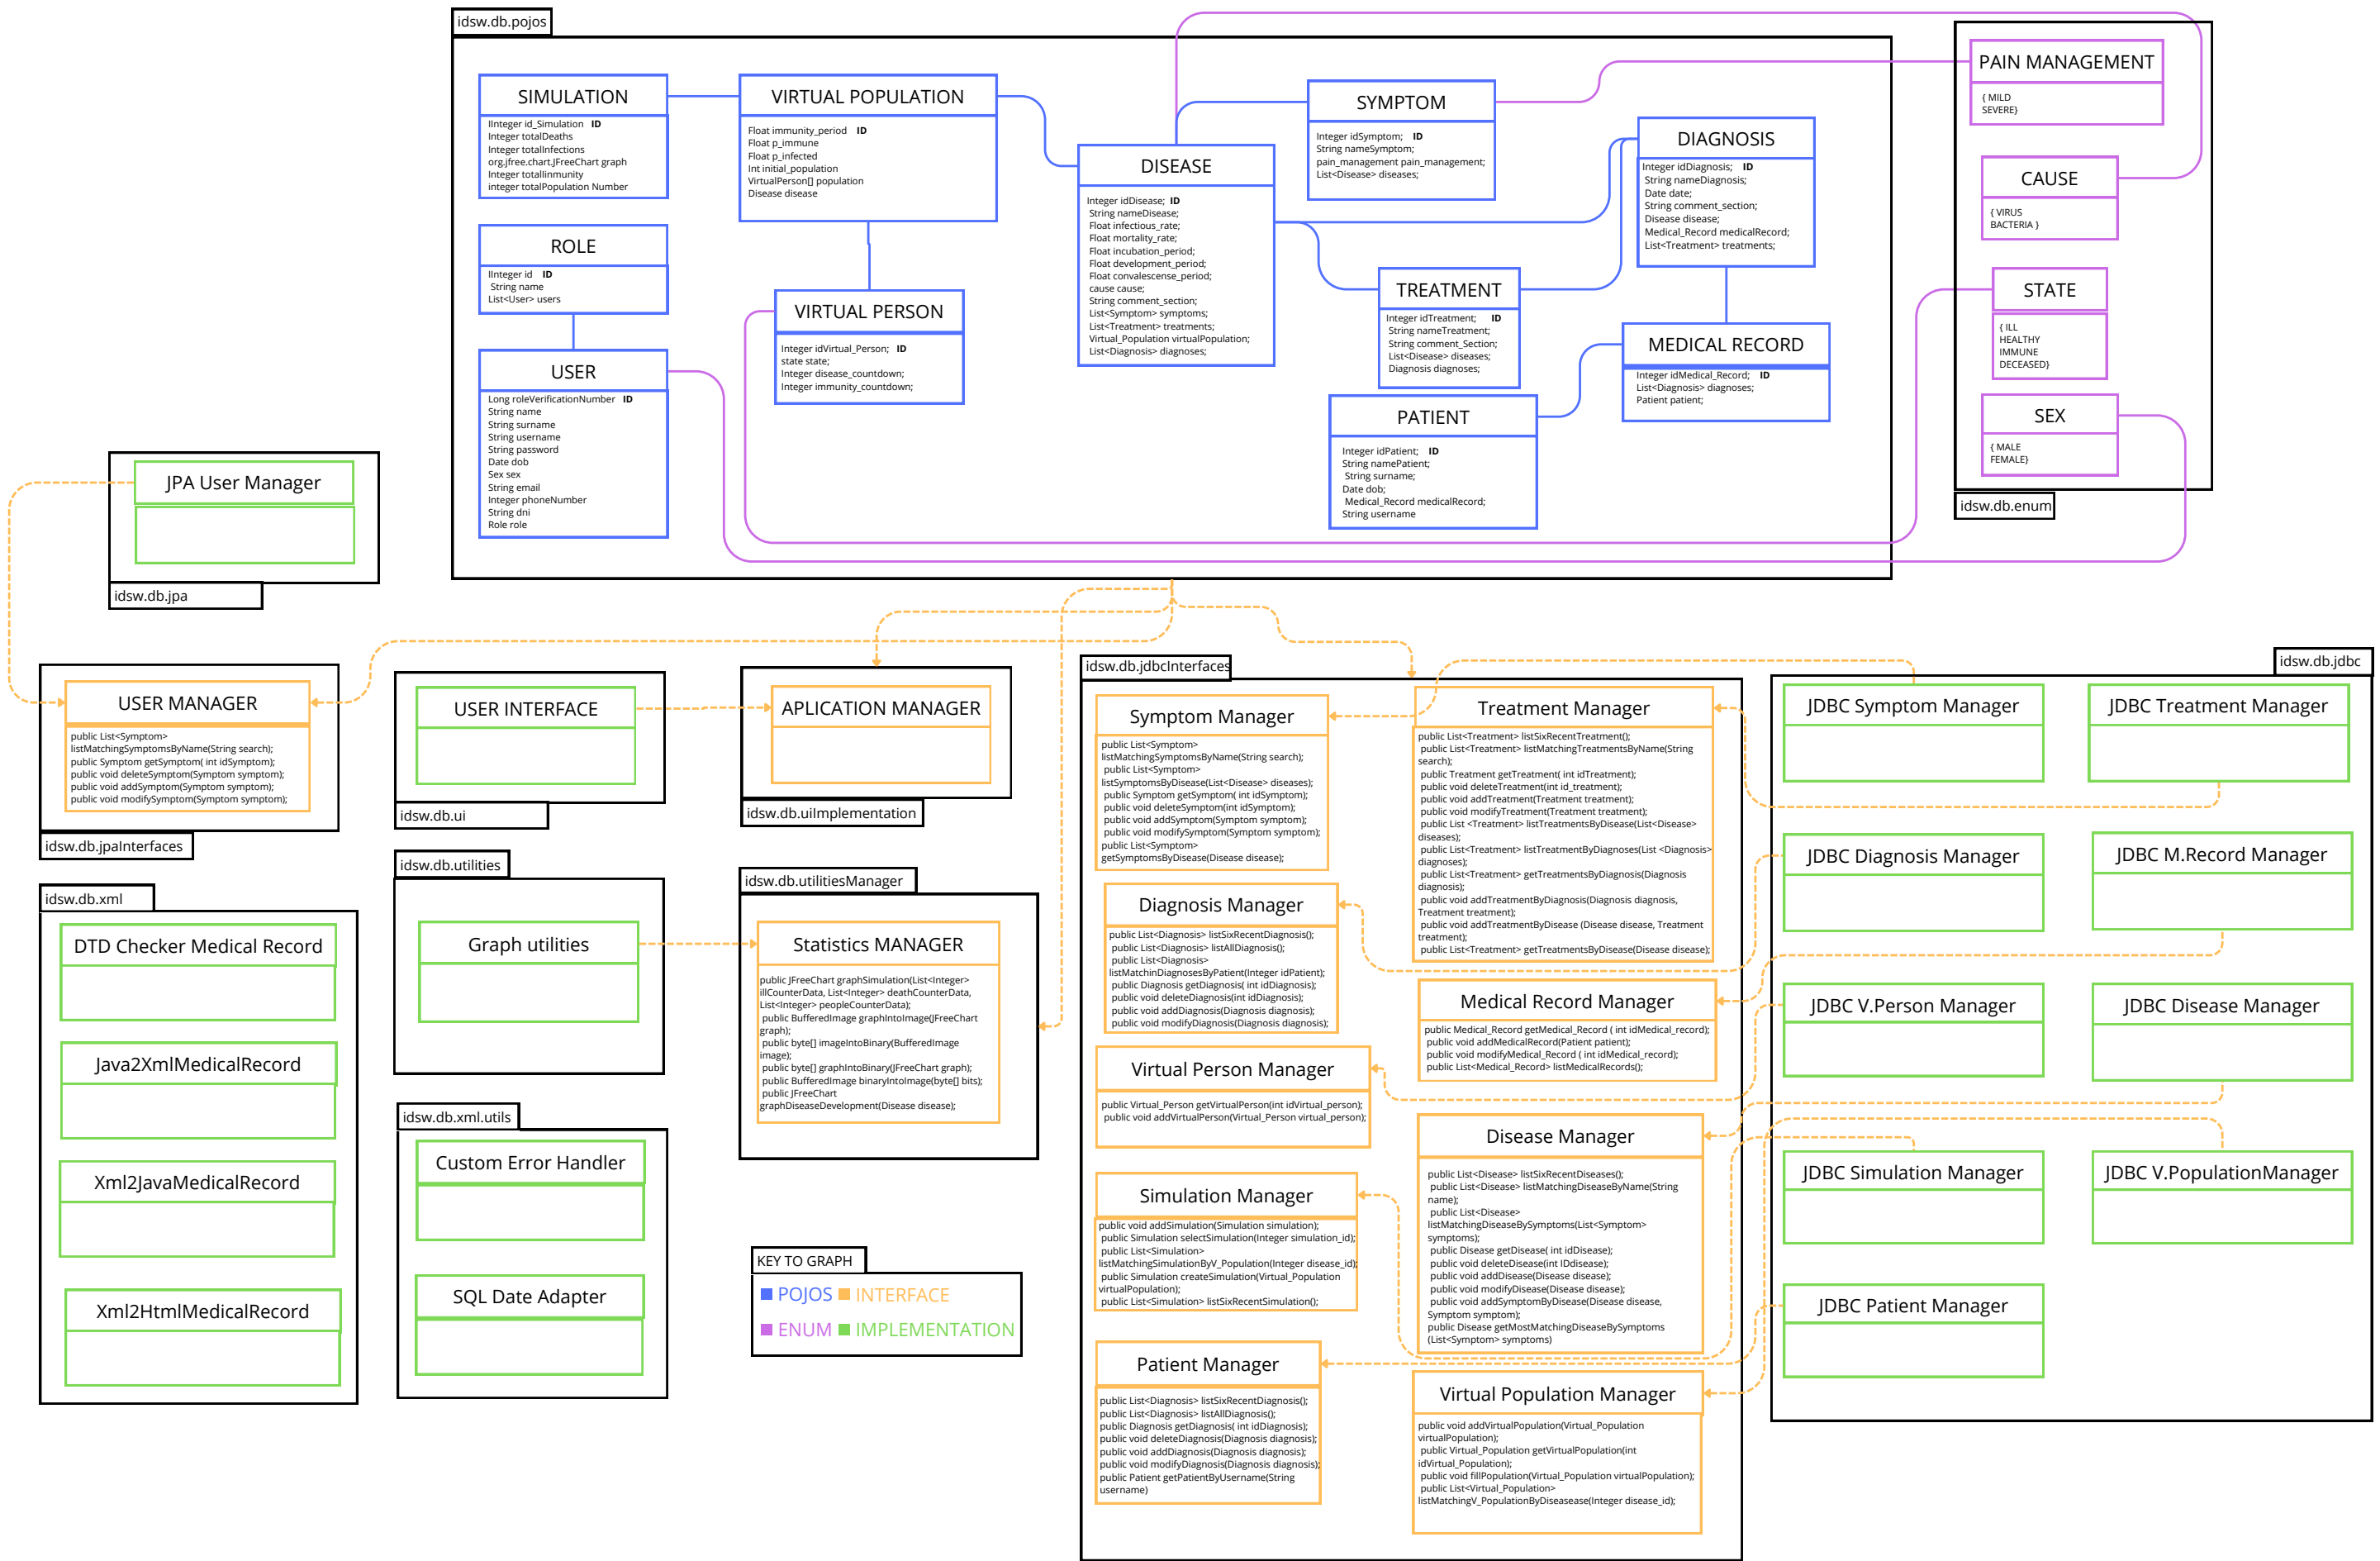 idsw.db.pojos
SIMULATION
IInteger id_Simulation ID
Integer totalDeaths
Integer totalInfections
org.jfree.chart.JFreeChart graph
Integer totalInmunity
integer totalPopulation Number
VIRTUAL POPULATION
Float immunity_period ID
Float p_immune
Float p_infected
Int initial_population
VirtualPerson[] population
Disease disease
DISEASE
Integer idDisease; ID
String nameDisease;
Float infectious_rate;
Float mortality_rate;
Float incubation_period;
Float development_period;
Float convalescense_period;
cause cause;
String comment_section;
List<Symptom> symptoms;
List<Treatment> treatments;
Virtual_Population virtualPopulation;
List<Diagnosis> diagnoses;
SYMPTOM
Integer idSymptom; ID
String nameSymptom;
pain_management pain_management;
List<Disease> diseases;
DIAGNOSIS
Integer idDiagnosis; ID
String nameDiagnosis;
Date date;
String comment_section;
Disease disease;
Medical_Record medicalRecord;
List<Treatment> treatments;
ROLE
IInteger id ID
String name
List<User> users
VIRTUAL PERSON
Integer idVirtual_Person; ID
state state;
Integer disease_countdown;
Integer immunity_countdown;
TREATMENT
Integer idTreatment; ID
String nameTreatment;
String comment_Section;
List<Disease> diseases;
Diagnosis diagnoses;
MEDICAL RECORD
Integer idMedical_Record; ID
List<Diagnosis> diagnoses;
Patient patient;
USER
Long roleVerificationNumber ID
String name
String surname
String username
String password
Date dob
Sex sex
String email
Integer phoneNumber
String dni
Role role
PATIENT
Integer idPatient; ID
String namePatient;
String surname;
Date dob;
Medical_Record medicalRecord;
String username
PAIN MANAGEMENT
{ MILD
SEVERE}
CAUSE
{ VIRUS
BACTERIA }
STATE
{ ILL
HEALTHY
IMMUNE
DECEASED}
SEX
{ MALE
FEMALE}
idsw.db.enum
JPA User Manager
idsw.db.jpa
USER MANAGER
public List<Symptom>
listMatchingSymptomsByName(String search);
public Symptom getSymptom( int idSymptom);
public void deleteSymptom(Symptom symptom);
public void addSymptom(Symptom symptom);
public void modifySymptom(Symptom symptom);
idsw.db.jpaInterfaces
USER INTERFACE
idsw.db.ui
APLICATION MANAGER
idsw.db.uiImplementation
idsw.db.xml
DTD Checker Medical Record
Java2XmlMedicalRecord
Xml2JavaMedicalRecord
Xml2HtmlMedicalRecord
idsw.db.utilities
Graph utilities
idsw.db.utilitiesManager
Statistics MANAGER
public JFreeChart graphSimulation(List<Integer>
illCounterData, List<Integer> deathCounterData,
List<Integer> peopleCounterData);
public BufferedImage graphIntoImage(JFreeChart
graph);
public byte[] imageIntoBinary(BufferedImage
image);
public byte[] graphIntoBinary(JFreeChart graph);
public BufferedImage binaryIntoImage(byte[] bits);
public JFreeChart
graphDiseaseDevelopment(Disease disease);
idsw.db.xml.utils
Custom Error Handler
SQL Date Adapter
KEY TO GRAPH
POJOS INTERFACE
ENUM IMPLEMENTATION
idsw.db.jdbcInterfaces
Symptom Manager
public List<Symptom>
listMatchingSymptomsByName(String search);
public List<Symptom>
listSymptomsByDisease(List<Disease> diseases);
public Symptom getSymptom( int idSymptom);
public void deleteSymptom(int idSymptom);
public void addSymptom(Symptom symptom);
public void modifySymptom(Symptom symptom);
public List<Symptom>
getSymptomsByDisease(Disease disease);
Treatment Manager
public List<Treatment> listSixRecentTreatment();
public List<Treatment> listMatchingTreatmentsByName(String
search);
public Treatment getTreatment( int idTreatment);
public void deleteTreatment(int id_treatment);
public void addTreatment(Treatment treatment);
public void modifyTreatment(Treatment treatment);
public List <Treatment> listTreatmentsByDisease(List<Disease>
diseases);
public List<Treatment> listTreatmentByDiagnoses(List <Diagnosis>
diagnoses);
public List<Treatment> getTreatmentsByDiagnosis(Diagnosis
diagnosis);
public void addTreatmentByDiagnosis(Diagnosis diagnosis,
Treatment treatment);
public void addTreatmentByDisease (Disease disease, Treatment
treatment);
public List<Treatment> getTreatmentsByDisease(Disease disease);
Diagnosis Manager
public List<Diagnosis> listSixRecentDiagnosis();
public List<Diagnosis> listAllDiagnosis();
public List<Diagnosis>
listMatchinDiagnosesByPatient(Integer idPatient);
public Diagnosis getDiagnosis( int idDiagnosis);
public void deleteDiagnosis(int idDiagnosis);
public void addDiagnosis(Diagnosis diagnosis);
public void modifyDiagnosis(Diagnosis diagnosis);
Medical Record Manager
public Medical_Record getMedical_Record ( int idMedical_record);
public void addMedicalRecord(Patient patient);
public void modifyMedical_Record ( int idMedical_record);
public List<Medical_Record> listMedicalRecords();
Virtual Person Manager
public Virtual_Person getVirtualPerson(int idVirtual_person);
public void addVirtualPerson(Virtual_Person virtual_person);
Disease Manager
public List<Disease> listSixRecentDiseases();
public List<Disease> listMatchingDiseaseByName(String
name);
public List<Disease>
listMatchingDiseaseBySymptoms(List<Symptom>
symptoms);
public Disease getDisease( int idDisease);
public void deleteDisease(int IDdisease);
public void addDisease(Disease disease);
public void modifyDisease(Disease disease);
public void addSymptomByDisease(Disease disease,
Symptom symptom);
public Disease getMostMatchingDiseaseBySymptoms
(List<Symptom> symptoms)
Simulation Manager
public void addSimulation(Simulation simulation);
public Simulation selectSimulation(Integer simulation_id);
public List<Simulation>
listMatchingSimulationByV_Population(Integer disease_id);
public Simulation createSimulation(Virtual_Population
virtualPopulation);
public List<Simulation> listSixRecentSimulation();
Patient Manager
public List<Diagnosis> listSixRecentDiagnosis();
public List<Diagnosis> listAllDiagnosis();
public Diagnosis getDiagnosis( int idDiagnosis);
public void deleteDiagnosis(Diagnosis diagnosis);
public void addDiagnosis(Diagnosis diagnosis);
public void modifyDiagnosis(Diagnosis diagnosis);
public Patient getPatientByUsername(String
username)
Virtual Population Manager
public void addVirtualPopulation(Virtual_Population
virtualPopulation);
public Virtual_Population getVirtualPopulation(int
idVirtual_Population);
public void fillPopulation(Virtual_Population virtualPopulation);
public List<Virtual_Population>
listMatchingV_PopulationByDiseasease(Integer disease_id);
idsw.db.jdbc
JDBC Symptom Manager
JDBC Treatment Manager
JDBC Diagnosis Manager
JDBC M.Record Manager
JDBC V.Person Manager
JDBC Disease Manager
JDBC Simulation Manager
JDBC V.PopulationManager
JDBC Patient Manager